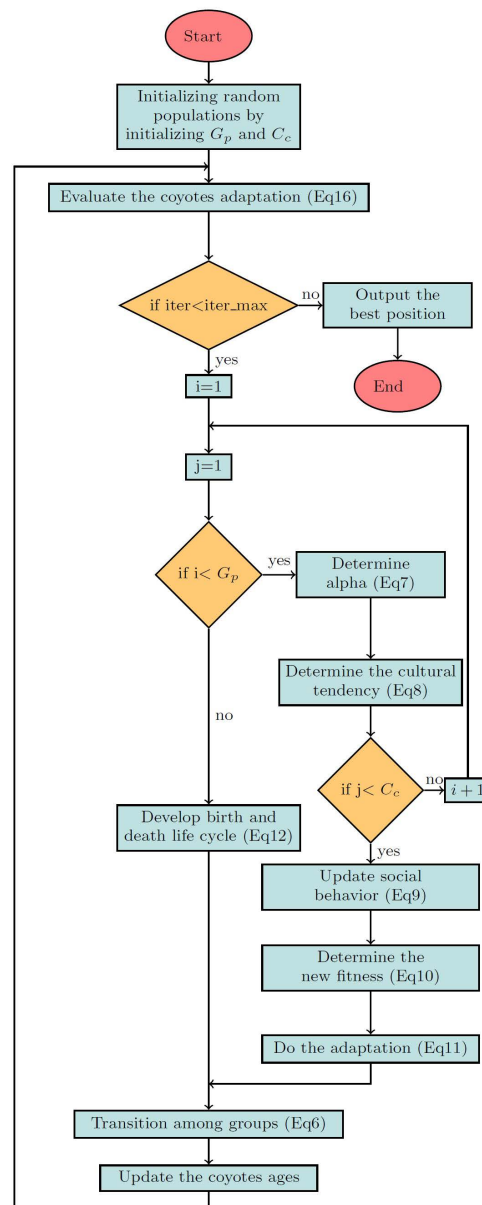 Start
Initializing random
populations by
initializing G_p and C_c
Evaluate the coyotes adaptation (Eq16)
if iter<iter_max
no
Output the
best position
yes
End
i=1
j=1
if i< G_p
yes
Determine
alpha (Eq7)
Determine the cultural
tendency (Eq8)
no
if j< C_c
no
i + 1
Develop birth and
death life cycle (Eq12)
yes
Update social
behavior (Eq9)
Determine the
new fitness (Eq10)
Do the adaptation (Eq11)
Transition among groups (Eq6)
Update the coyotes ages